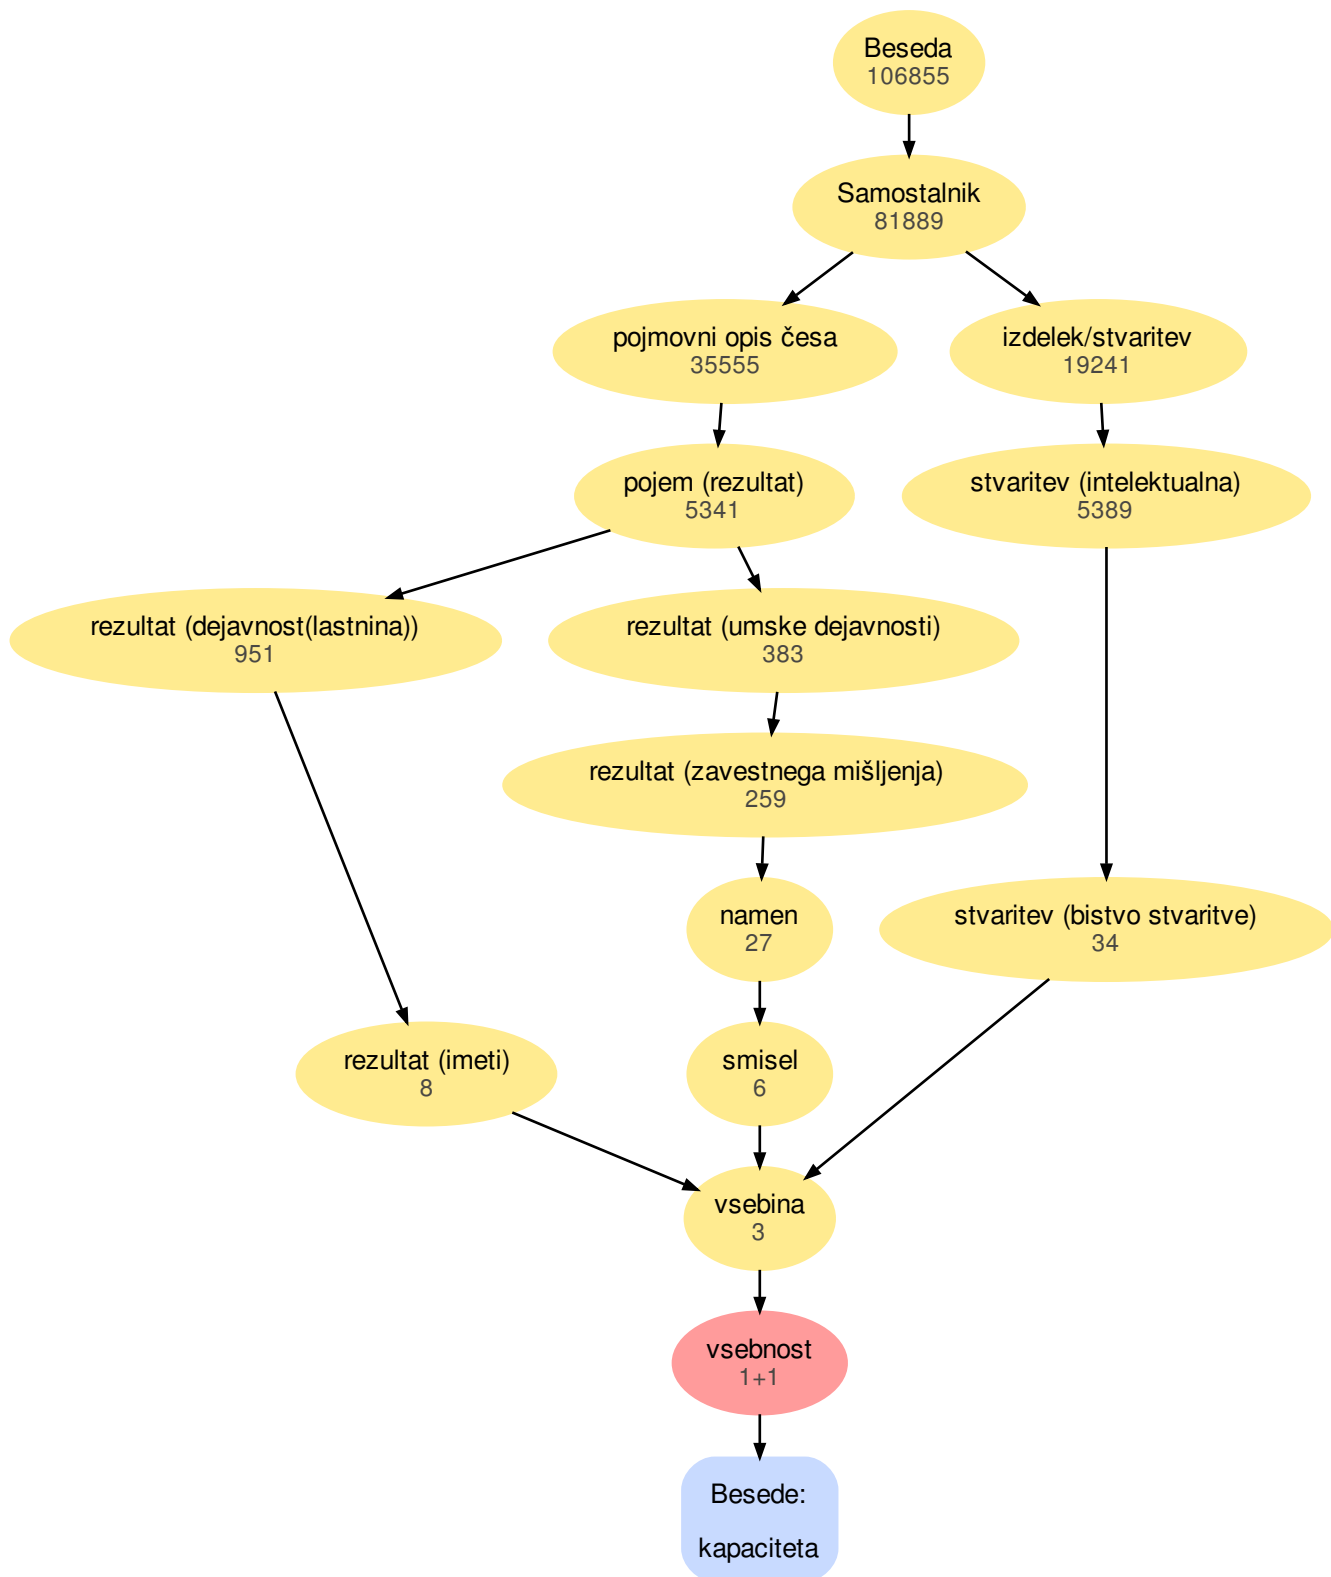 Beseda
106855
Samostalnik
81889
pojmovni opis česa
35555
izdelek/stvaritev
19241
pojem (rezultat)
5341
stvaritev (intelektualna)
5389
rezultat (dejavnost(lastnina))
951
rezultat (umske dejavnosti)
383
rezultat (zavestnega mišljenja)
259
namen
27
stvaritev (bistvo stvaritve)
34
rezultat (imeti)
8
smisel
6
vsebina
3
vsebnost
1+1
Besede:
kapaciteta